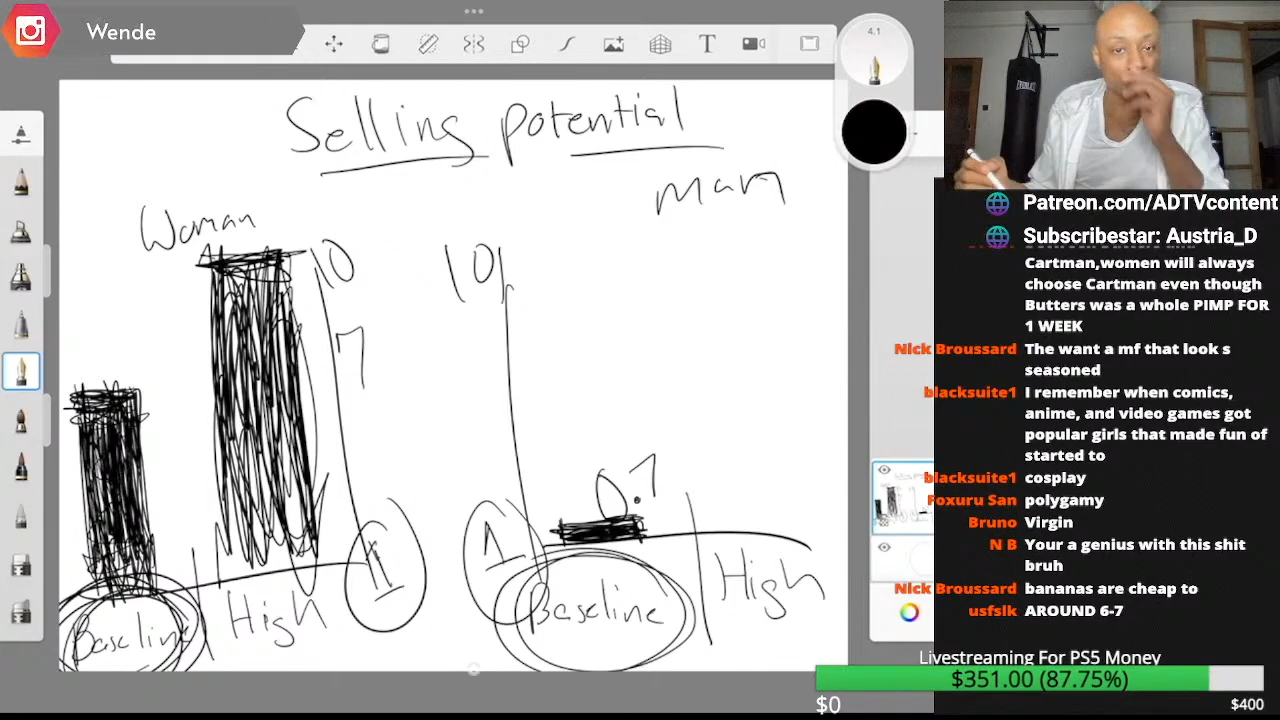 Wende
4.1
T
Selling potential
Woman
man
10
10
7
0.7
1
1
Baseline
High
Baseline
High
EVERLAST
Patreon.com/ADTVcontent
Subscribestar: Austria_D
Cartman,women will always
choose Cartman even though
Butters was a whole PIMP FOR
1 WEEK
Nick Broussard The want a mf that look s
seasoned
blacksuite1 I remember when comics,
anime, and video games got
popular girls that made fun of
started to
blacksuite1 cosplay
Foxuru San polygamy
Bruno Virgin
N B Your a genius with this shit
bruh
Nick Broussard bananas are cheap to
usfslk AROUND 6-7
Livestreaming For PS5 Money
$351.00 (87.75%)
$0 $400